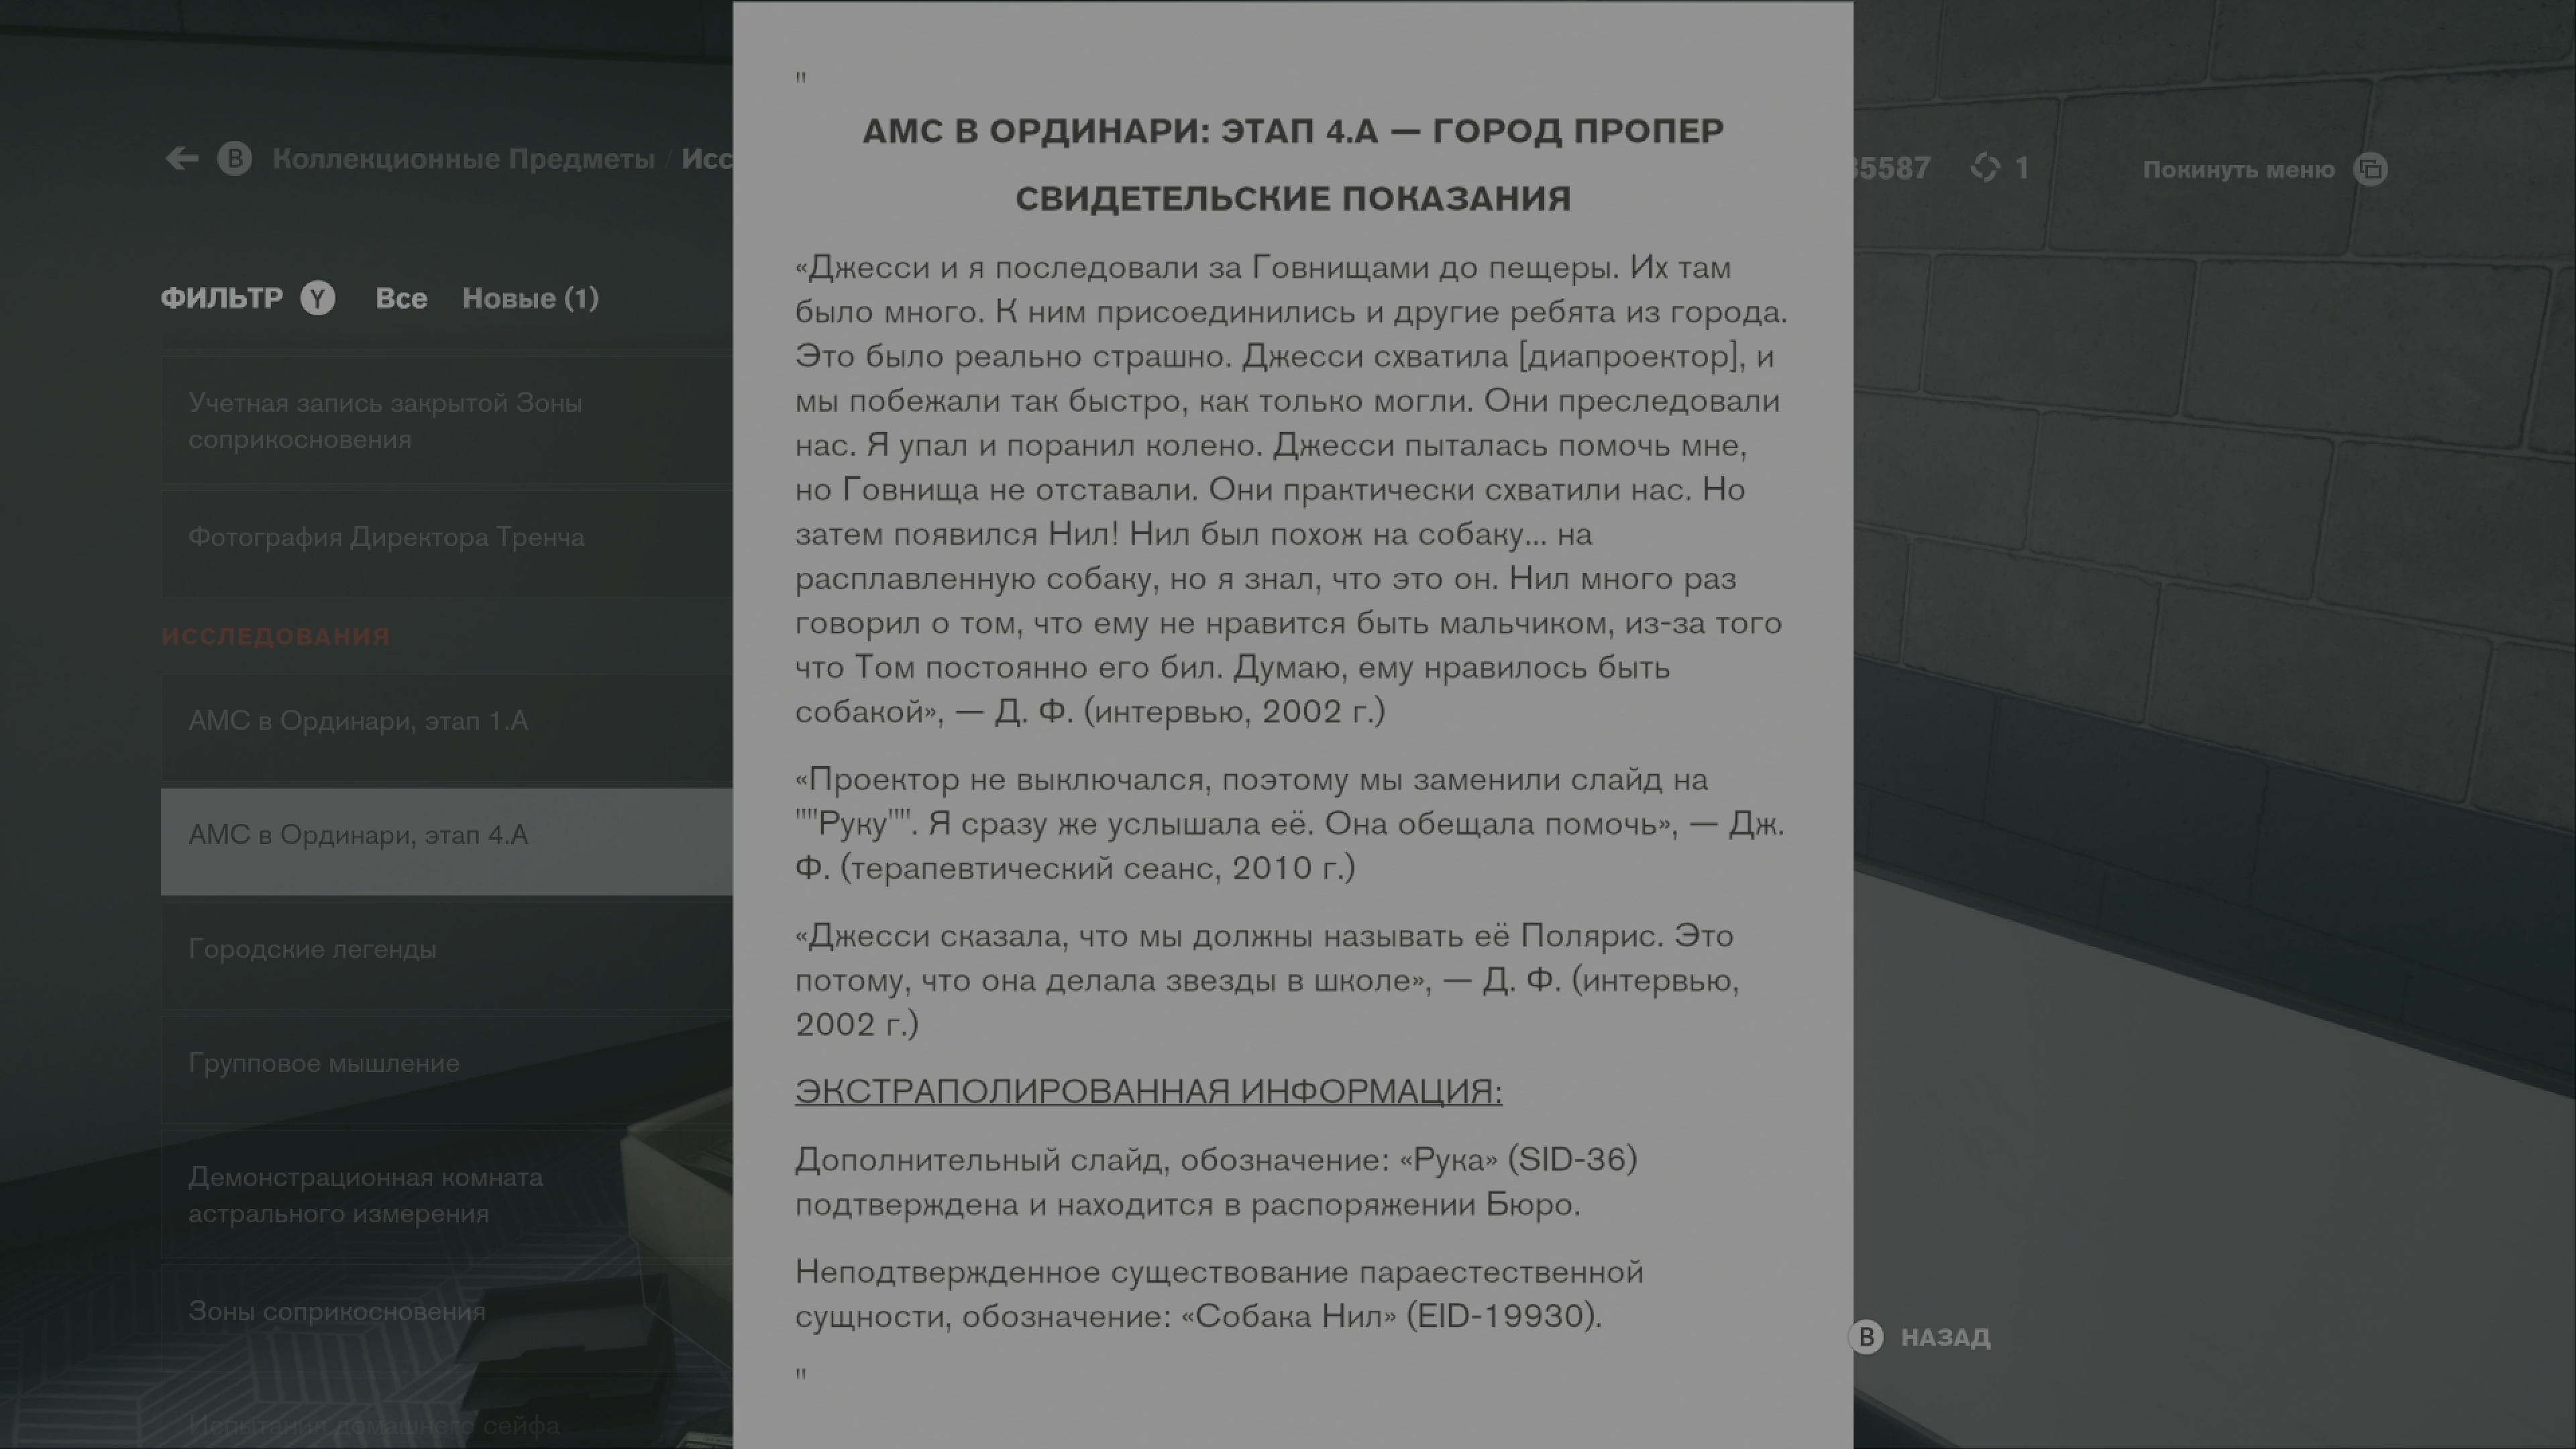 B Коллекционные Предметы / Исс
35587
1
Покинуть меню
ФИЛЬТР Y Все Новые (1)
Учетная запись закрытой Зоны
соприкосновения
Фотография Директора Тренча
ИССЛЕДОВАНИЯ
АМС в Ординари, этап 1.А
АМС в Ординари, этап 4.А
Городские легенды
Групповое мышление
Демонстрационная комната
астрального измерения
Зоны соприкосновения
Испытания домашнего сейфа
"
АМС В ОРДИНАРИ: ЭТАП 4.А — ГОРОД ПРОПЕР
СВИДЕТЕЛЬСКИЕ ПОКАЗАНИЯ
«Джесси и я последовали за Говнищами до пещеры. Их там
было много. К ним присоединились и другие ребята из города.
Это было реально страшно. Джесси схватила [диапроектор], и
мы побежали так быстро, как только могли. Они преследовали
нас. Я упал и поранил колено. Джесси пыталась помочь мне,
но Говнища не отставали. Они практически схватили нас. Но
затем появился Нил! Нил был похож на собаку... на
расплавленную собаку, но я знал, что это он. Нил много раз
говорил о том, что ему не нравится быть мальчиком, из-за того
что Том постоянно его бил. Думаю, ему нравилось быть
собакой», — Д. Ф. (интервью, 2002 г.)
«Проектор не выключался, поэтому мы заменили слайд на
""Руку"". Я сразу же услышала её. Она обещала помочь», — Дж.
Ф. (терапевтический сеанс, 2010 г.)
«Джесси сказала, что мы должны называть её Полярис. Это
потому, что она делала звезды в школе», — Д. Ф. (интервью,
2002 г.)
ЭКСТРАПОЛИРОВАННАЯ ИНФОРМАЦИЯ:
Дополнительный слайд, обозначение: «Рука» (SID-36)
подтверждена и находится в распоряжении Бюро.
Неподтвержденное существование параестественной
сущности, обозначение: «Собака Нил» (EID-19930).
"
B НАЗАД